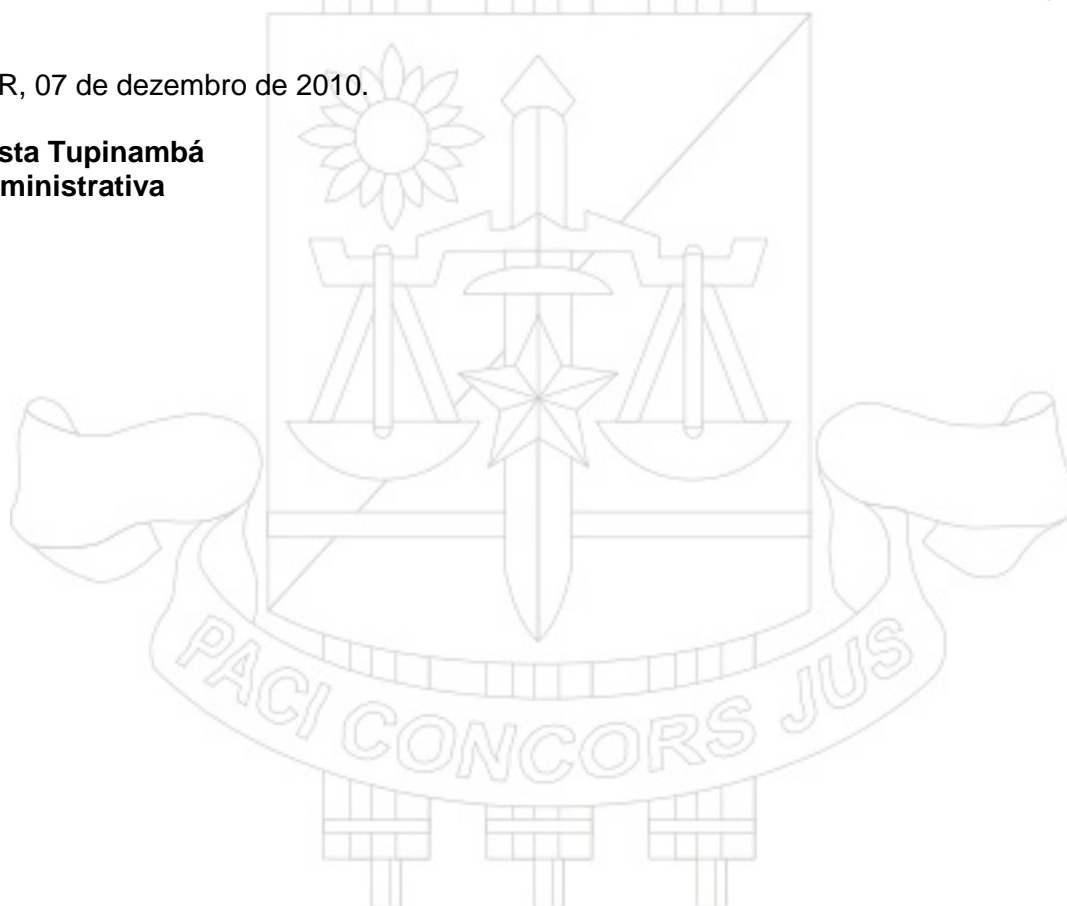 R, 07 de dezembro de 2010.
sta Tupinambá
ministrativa
PACI CONCORS JUS